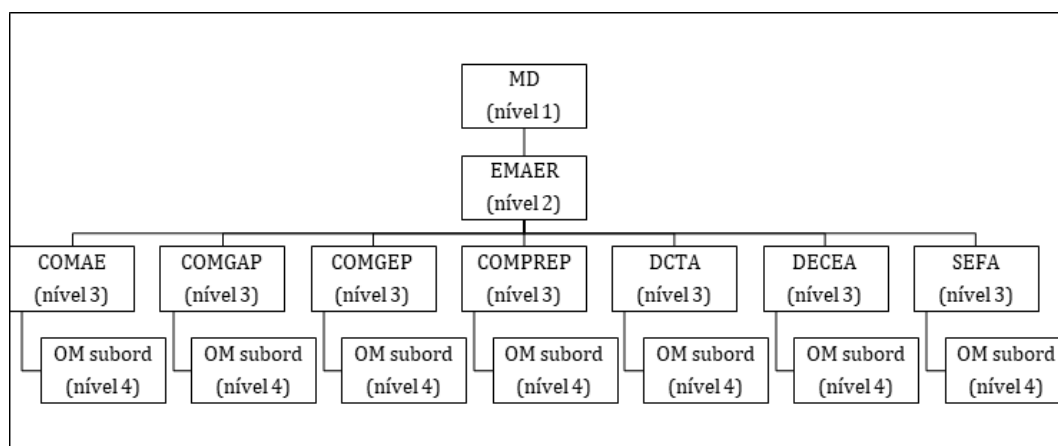 MD
(nível 1)
EMAER
(nível 2)
COMAE
(nível 3)
COMGAP
(nível 3)
COMGEP
(nível 3)
COMPREP
(nível 3)
DCTA
(nível 3)
DECEA
(nível 3)
SEFA
(nível 3)
OM subord
(nível 4)
OM subord
(nível 4)
OM subord
(nível 4)
OM subord
(nível 4)
OM subord
(nível 4)
OM subord
(nível 4)
OM subord
(nível 4)